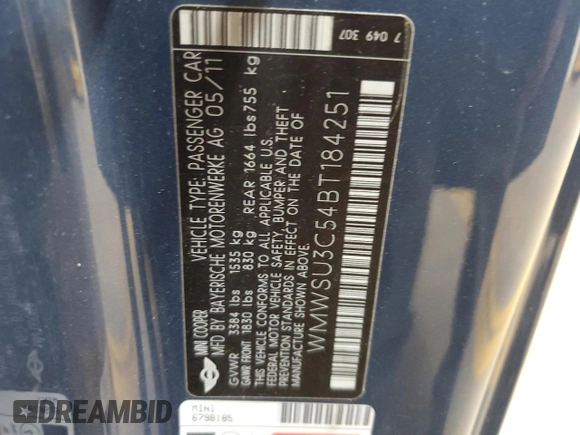 7 049 307
MINI COOPER
VEHICLE TYPE: PASSENGER CAR
MFD BY BAYERISCHE MOTORENWERKE AG 05/11
GVWR 3384 lbs 1535 kg
GAWR FRONT 1830 lbs 830 kg REAR 1664 lbs 755 kg
THIS VEHICLE CONFORMS TO ALL APPLICABLE U.S.
FEDERAL MOTOR VEHICLE SAFETY, BUMPER AND THEFT
PREVENTION STANDARDS IN EFFECT ON THE DATE OF
MANUFACTURE SHOWN ABOVE.
WMWSU3C54BT184251
MINI
6798185
DREAMBID